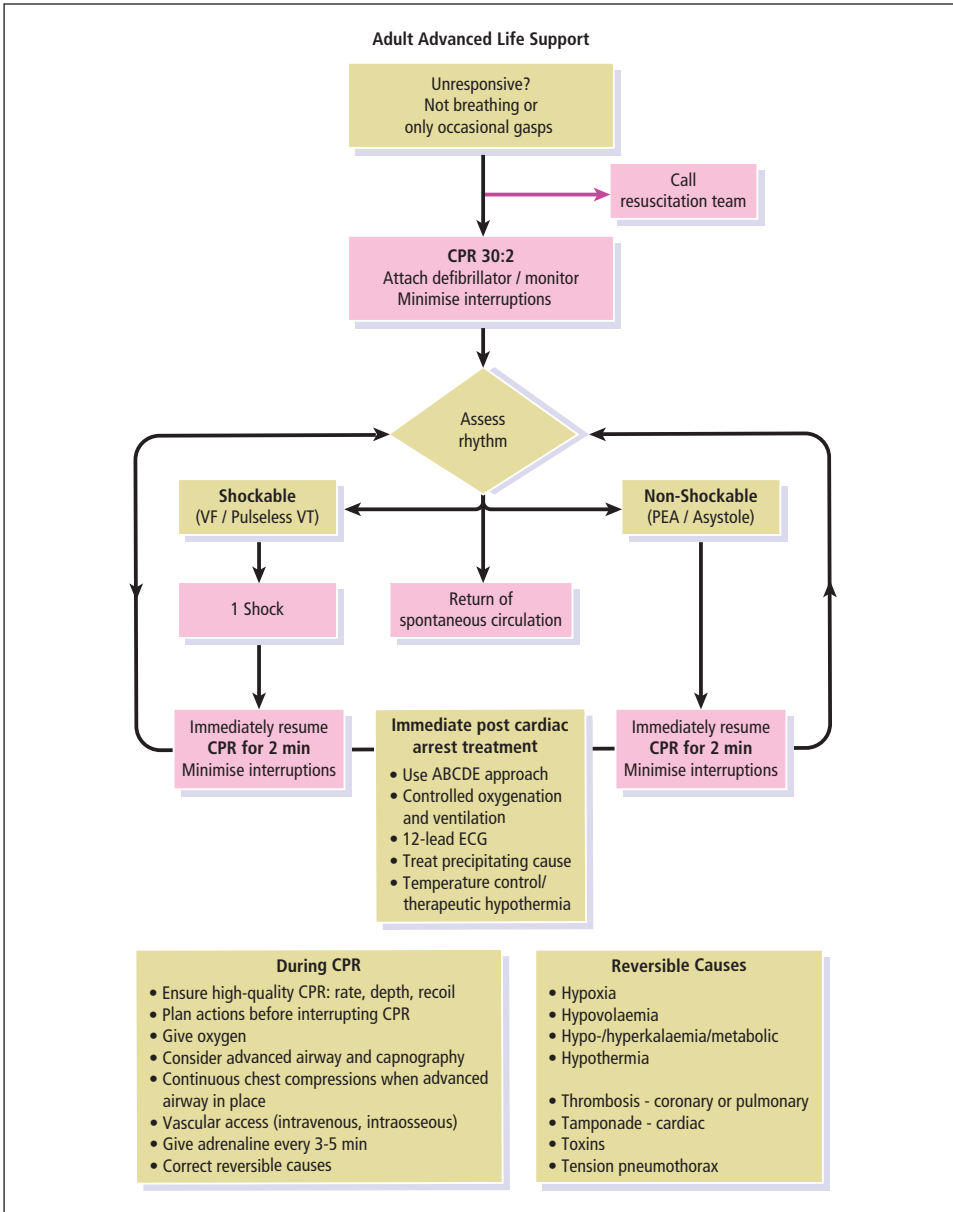 Adult Advanced Life Support
Unresponsive?
Not breathing or
only occasional gasps
Call
resuscitation team
CPR 30:2
Attach defibrillator / monitor
Minimise interruptions
Assess
rhythm
Shockable
(VF / Pulseless VT)
Non-Shockable
(PEA / Asystole)
1 Shock
Return of
spontaneous circulation
Immediately resume
CPR for 2 min
Minimise interruptions
Immediate post cardiac
arrest treatment
• Use ABCDE approach
• Controlled oxygenation
and ventilation
• 12-lead ECG
• Treat precipitating cause
• Temperature control/
therapeutic hypothermia
Immediately resume
CPR for 2 min
Minimise interruptions
During CPR
• Ensure high-quality CPR: rate, depth, recoil
• Plan actions before interrupting CPR
• Give oxygen
• Consider advanced airway and capnography
• Continuous chest compressions when advanced
airway in place
• Vascular access (intravenous, intraosseous)
• Give adrenaline every 3-5 min
• Correct reversible causes
Reversible Causes
• Hypoxia
• Hypovolaemia
• Hypo-/hyperkalaemia/metabolic
• Hypothermia
• Thrombosis - coronary or pulmonary
• Tamponade - cardiac
• Toxins
• Tension pneumothorax